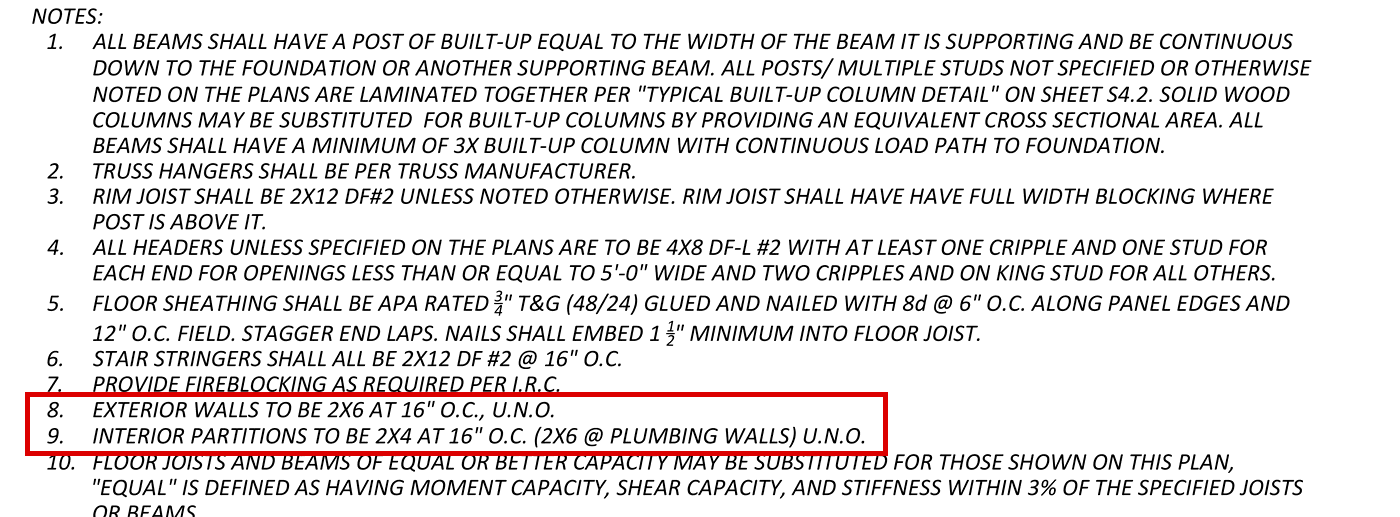 NOTES:
1. ALL BEAMS SHALL HAVE A POST OF BUILT-UP EQUAL TO THE WIDTH OF THE BEAM IT IS SUPPORTING AND BE CONTINUOUS
DOWN TO THE FOUNDATION OR ANOTHER SUPPORTING BEAM. ALL POSTS/ MULTIPLE STUDS NOT SPECIFIED OR OTHERWISE
NOTED ON THE PLANS ARE LAMINATED TOGETHER PER "TYPICAL BUILT-UP COLUMN DETAIL" ON SHEET S4.2. SOLID WOOD
COLUMNS MAY BE SUBSTITUTED FOR BUILT-UP COLUMNS BY PROVIDING AN EQUIVALENT CROSS SECTIONAL AREA. ALL
BEAMS SHALL HAVE A MINIMUM OF 3X BUILT-UP COLUMN WITH CONTINUOUS LOAD PATH TO FOUNDATION.
2. TRUSS HANGERS SHALL BE PER TRUSS MANUFACTURER.
3. RIM JOIST SHALL BE 2X12 DF#2 UNLESS NOTED OTHERWISE. RIM JOIST SHALL HAVE HAVE FULL WIDTH BLOCKING WHERE
POST IS ABOVE IT.
4. ALL HEADERS UNLESS SPECIFIED ON THE PLANS ARE TO BE 4X8 DF-L #2 WITH AT LEAST ONE CRIPPLE AND ONE STUD FOR
EACH END FOR OPENINGS LESS THAN OR EQUAL TO 5'-0" WIDE AND TWO CRIPPLES AND ON KING STUD FOR ALL OTHERS.
5. FLOOR SHEATHING SHALL BE APA RATED 3/4" T&G (48/24) GLUED AND NAILED WITH 8d @ 6" O.C. ALONG PANEL EDGES AND
12" O.C. FIELD. STAGGER END LAPS. NAILS SHALL EMBED 1 1/2" MINIMUM INTO FLOOR JOIST.
6. STAIR STRINGERS SHALL ALL BE 2X12 DF #2 @ 16" O.C.
7. PROVIDE FIREBLOCKING AS REQUIRED PER I.R.C.
8. EXTERIOR WALLS TO BE 2X6 AT 16" O.C., U.N.O.
9. INTERIOR PARTITIONS TO BE 2X4 AT 16" O.C. (2X6 @ PLUMBING WALLS) U.N.O.
10. FLOOR JOISTS AND BEAMS OF EQUAL OR BETTER CAPACITY MAY BE SUBSTITUTED FOR THOSE SHOWN ON THIS PLAN,
"EQUAL" IS DEFINED AS HAVING MOMENT CAPACITY, SHEAR CAPACITY, AND STIFFNESS WITHIN 3% OF THE SPECIFIED JOISTS
OR BEAMS.